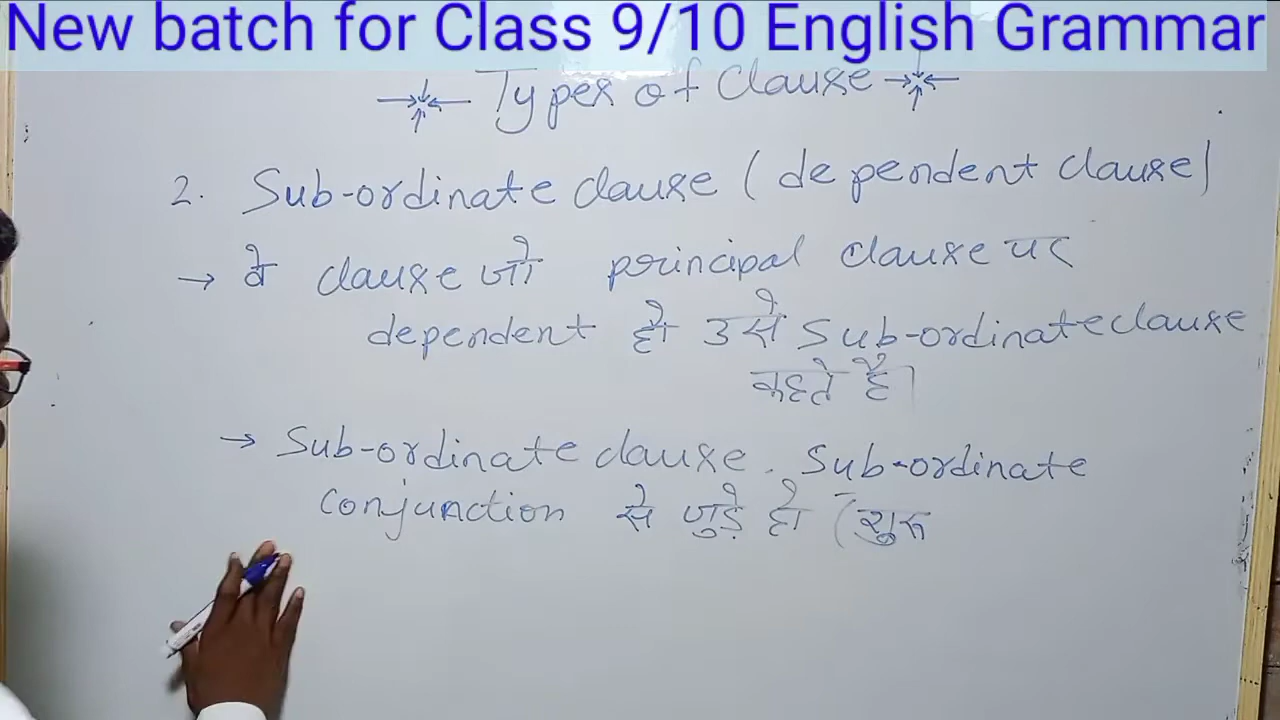 New batch for Class 9/10 English Grammar
Types of Clause
2. Sub-ordinate clause (dependent clause)
→ वे clause जो principal clause पर
dependent हो उसे Sub-ordinate clause
कहते है।
→ Sub-ordinate clause. Sub-ordinate
conjunction से जुड़े हो (शुरू